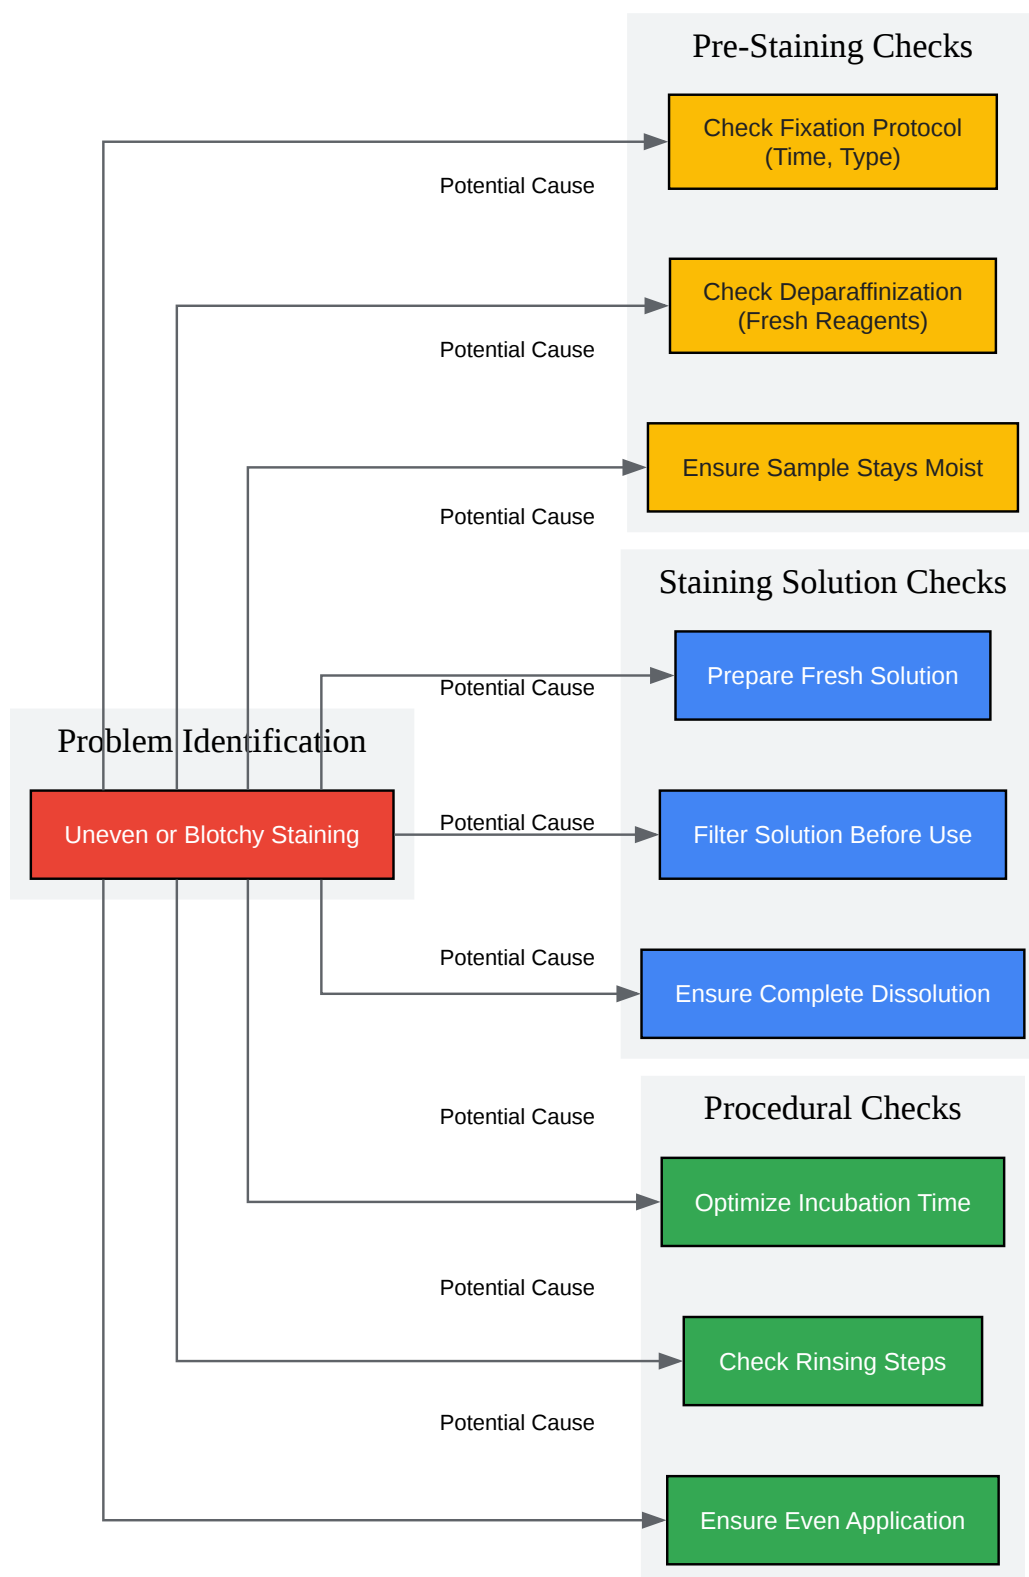 Pre-Staining Checks
Check Fixation Protocol
(Time, Type)
Potential Cause
Check Deparaffinization
(Fresh Reagents)
Potential Cause
Ensure Sample Stays Moist
Potential Cause
Staining Solution Checks
Prepare Fresh Solution
Potential Cause
Problem Identification
Uneven or Blotchy Staining
Potential Cause
Filter Solution Before Use
Potential Cause
Ensure Complete Dissolution
Procedural Checks
Potential Cause
Optimize Incubation Time
Potential Cause
Check Rinsing Steps
Potential Cause
Ensure Even Application